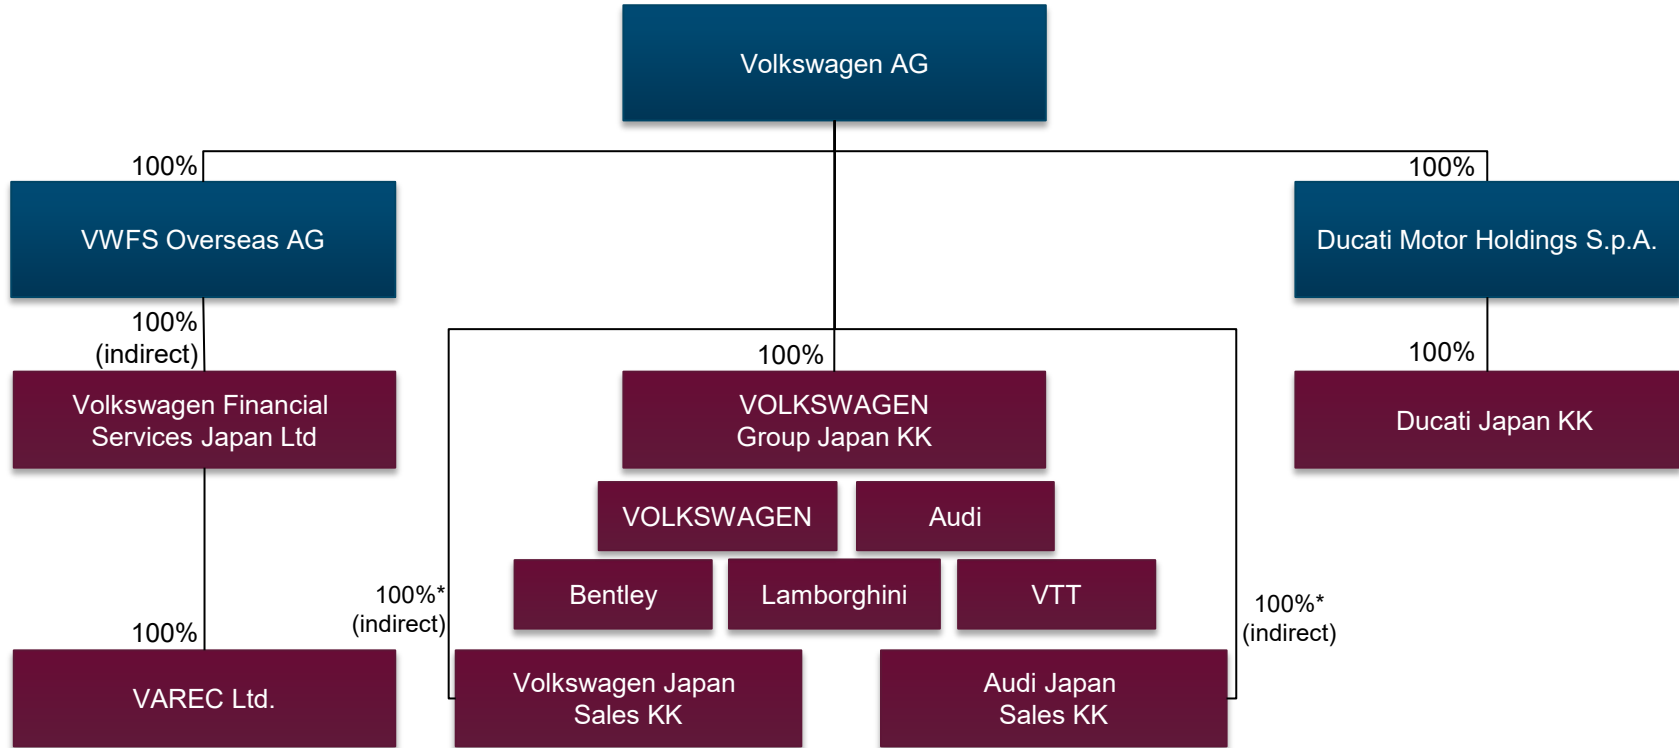 Volkswagen AG
100%
100%
VWFS Overseas AG
Ducati Motor Holdings S.p.A.
100%
(indirect)
100%
100%
Volkswagen Financial
Services Japan Ltd
VOLKSWAGEN
Group Japan KK
Ducati Japan KK
VOLKSWAGEN
Audi
Bentley
Lamborghini
VTT
100%*
(indirect)
100%*
(indirect)
100%
VAREC Ltd.
Volkswagen Japan
Sales KK
Audi Japan
Sales KK